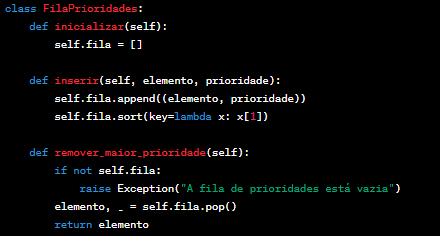 class FilaPrioridades:
    def inicializar(self):
        self.fila = []

    def inserir(self, elemento, prioridade):
        self.fila.append((elemento, prioridade))
        self.fila.sort(key=lambda x: x[1])

    def remover_maior_prioridade(self):
        if not self.fila:
            raise Exception("A fila de prioridades está vazia")
        elemento, _ = self.fila.pop()
        return elemento